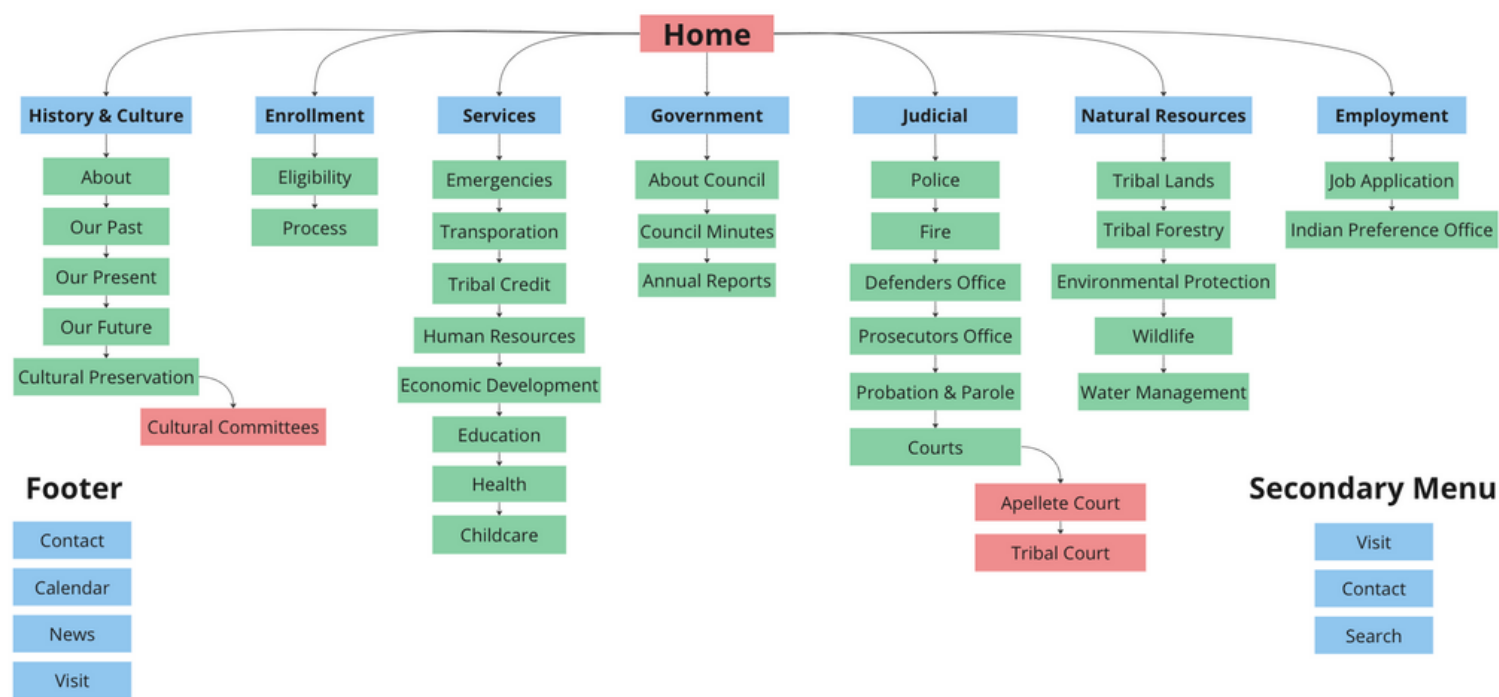 Home
History & Culture
About
Our Past
Our Present
Our Future
Cultural Preservation
Cultural Committees
Enrollment
Eligibility
Process
Services
Emergencies
Transporation
Tribal Credit
Human Resources
Economic Development
Education
Health
Childcare
Government
About Council
Council Minutes
Annual Reports
Judicial
Police
Fire
Defenders Office
Prosecutors Office
Probation & Parole
Courts
Apellete Court
Tribal Court
Natural Resources
Tribal Lands
Tribal Forestry
Environmental Protection
Wildlife
Water Management
Employment
Job Application
Indian Preference Office
Footer
Contact
Calendar
News
Visit
Secondary Menu
Visit
Contact
Search